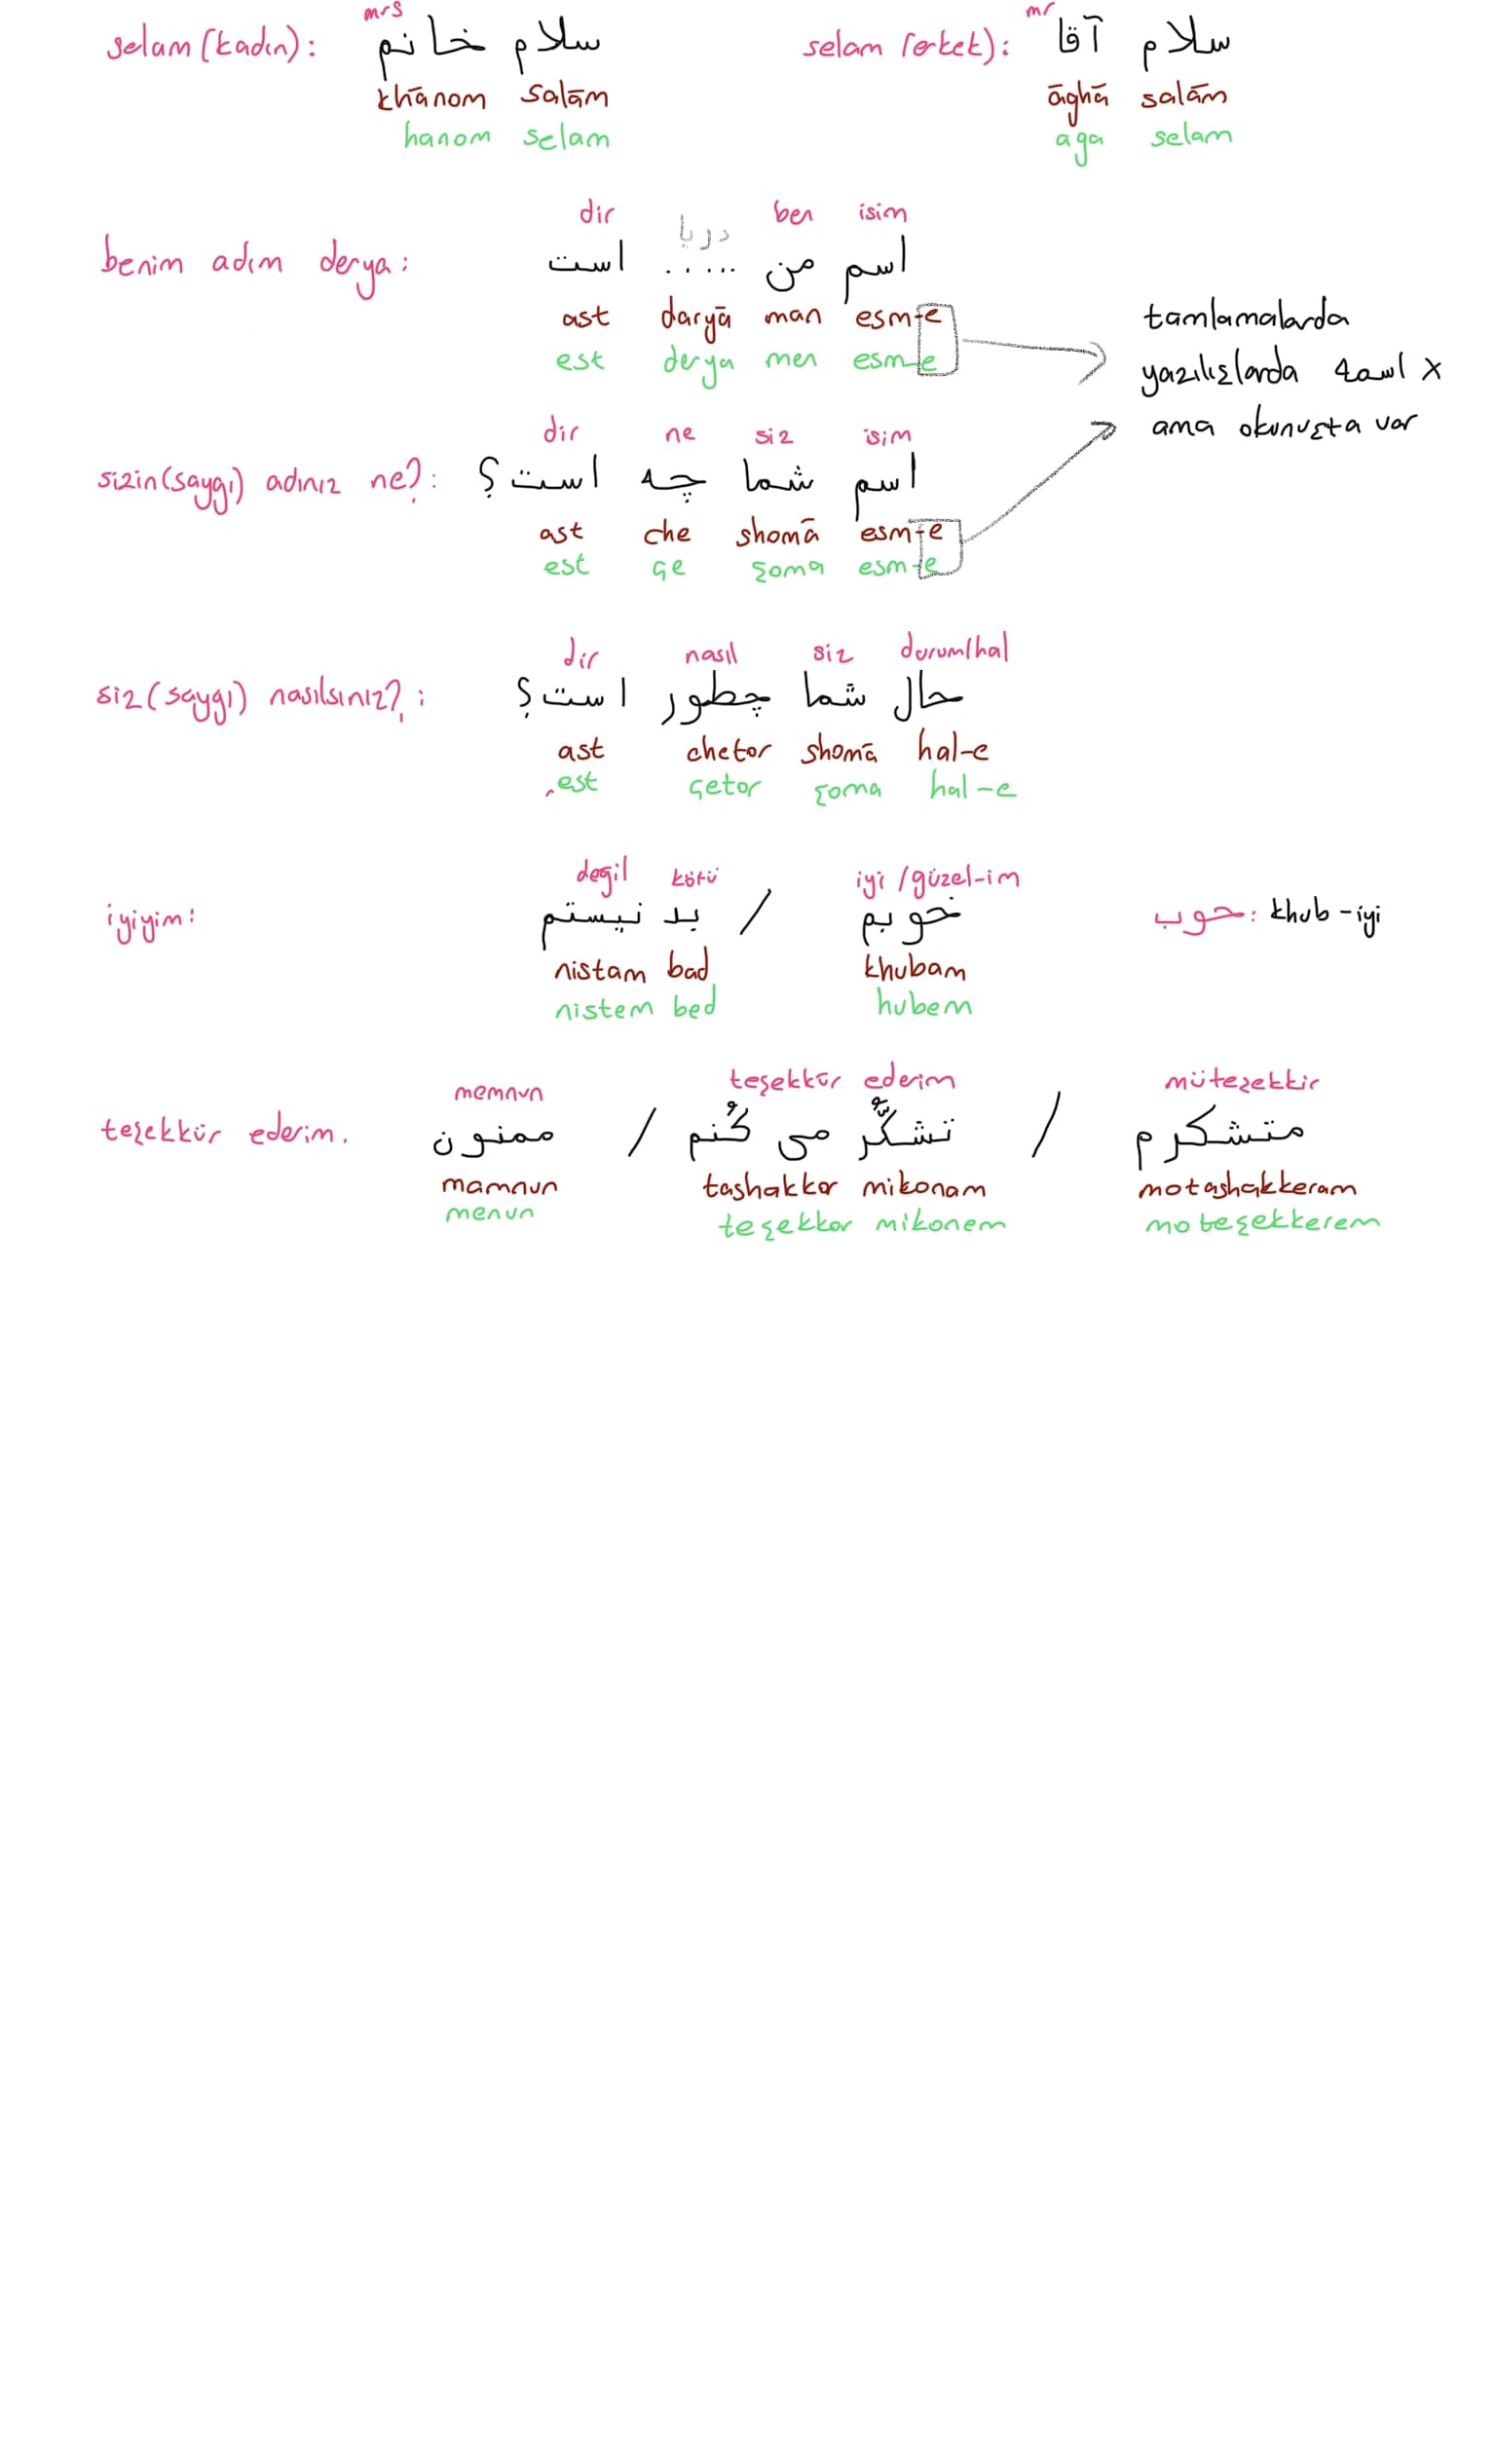 mrs mr
selam (kadın): سلام خانم selam (erkek): سلام آقا
khānom salām āghā salām
hanom selam aga selam
dir ben isim
دریا
benim adım derya: اسم من ..... است
ast daryā man esm-e
est derya men esm-e
tamlamalarda
yazılışlarda اسمه x
ama okunuşta var
dir ne siz isim
sizin (saygı) adınız ne?: اسم شما چه است؟
ast che shomā esm-e
est çe şoma esm-e
dir nasıl siz durum/hal
siz (saygı) nasılsınız?: حال شما چطور است؟
ast chetor shomā hal-e
est çetor şoma hal-e
değil kötü iyi/güzel-im
iyiyim: خوبم / بد نیستم
حوب: khub-iyi
nistam bad khubam
nistem bed hubem
memnun teşekkür ederim müteşekkir
teşekkür ederim. متشکرم / تشکُّر می کُنم / ممنون
mamnun tashakkor mikonam motashakkeram
menun teşekkor mikonem moteşekkerem